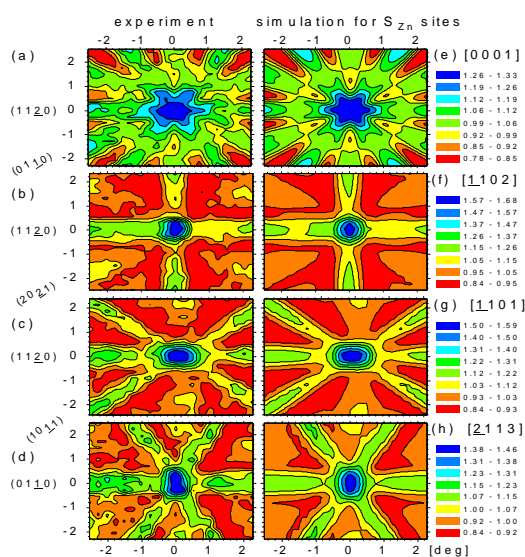 experiment simulation for S_Zn sites
-2 -1 0 1 2 -2 -1 0 1 2
(a) 2 (e) [0001]
1 1.26 - 1.33
1.19 - 1.26
(1120) 0 1.12 - 1.19
1.06 - 1.12
-1 0.99 - 1.06
0.92 - 0.99
(0110) -2 0.85 - 0.92
0.78 - 0.85
(b) 2 (f) [1102]
1 1.57 - 1.68
1.47 - 1.57
(1120) 0 1.37 - 1.47
1.26 - 1.37
-1 1.15 - 1.26
1.05 - 1.15
(2021) -2 0.95 - 1.05
0.84 - 0.95
(c) 2 (g) [1101]
1 1.50 - 1.59
1.40 - 1.50
(1120) 0 1.31 - 1.40
1.22 - 1.31
-1 1.12 - 1.22
1.03 - 1.12
(1011) -2 0.93 - 1.03
0.84 - 0.93
(d) 2 (h) [2113]
1 1.38 - 1.46
1.31 - 1.38
(0110) 0 1.23 - 1.31
1.15 - 1.23
-1 1.07 - 1.15
1.00 - 1.07
-2 0.92 - 1.00
0.84 - 0.92
-2 -1 0 1 2 -2 -1 0 1 2 [deg]